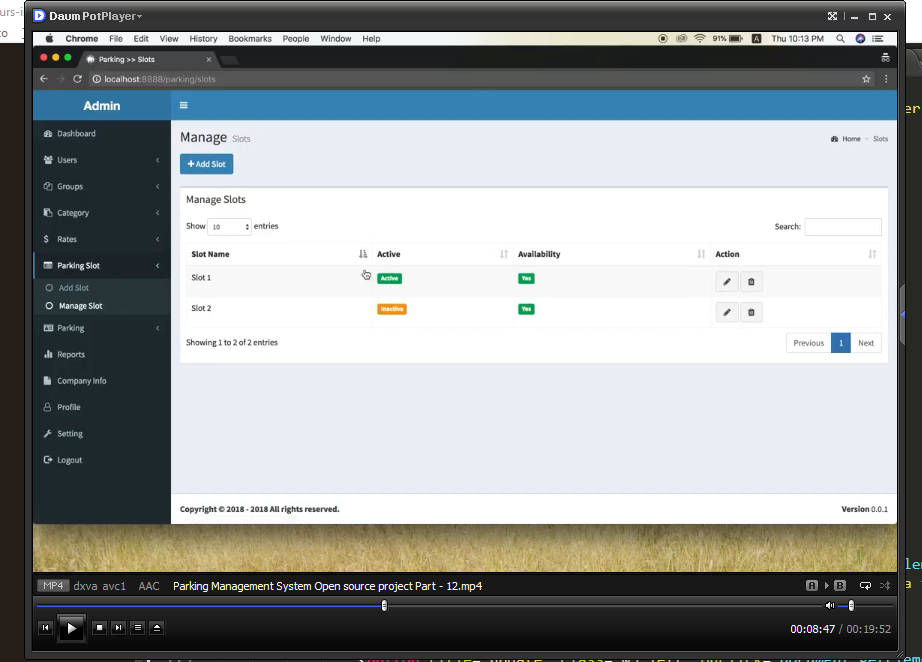 urs-i
to
Daum PotPlayer
Chrome File Edit View History Bookmarks People Window Help 91% A Thu 10:13 PM
Parking >> Slots
localhost:8888/parking/slots
er
Admin
Dashboard
Manage Slots
Home > Slots
Users
+ Add Slot
Groups
Manage Slots
Category
Show 10 entries
Search:
$ Rates
Slot Name Active Availability Action
Parking Slot
Slot 1 Active Yes
Add Slot
Manage Slot
Slot 2 Inactive Yes
Parking
Showing 1 to 2 of 2 entries
Previous 1 Next
Reports
Company Info
Profile
Setting
Logout
Copyright © 2018 - 2018 All rights reserved.
Version 0.0.1
MP4 dxva avc1 AAC Parking Management System Open source project Part - 12.mp4
A B
00:08:47 / 00:19:52